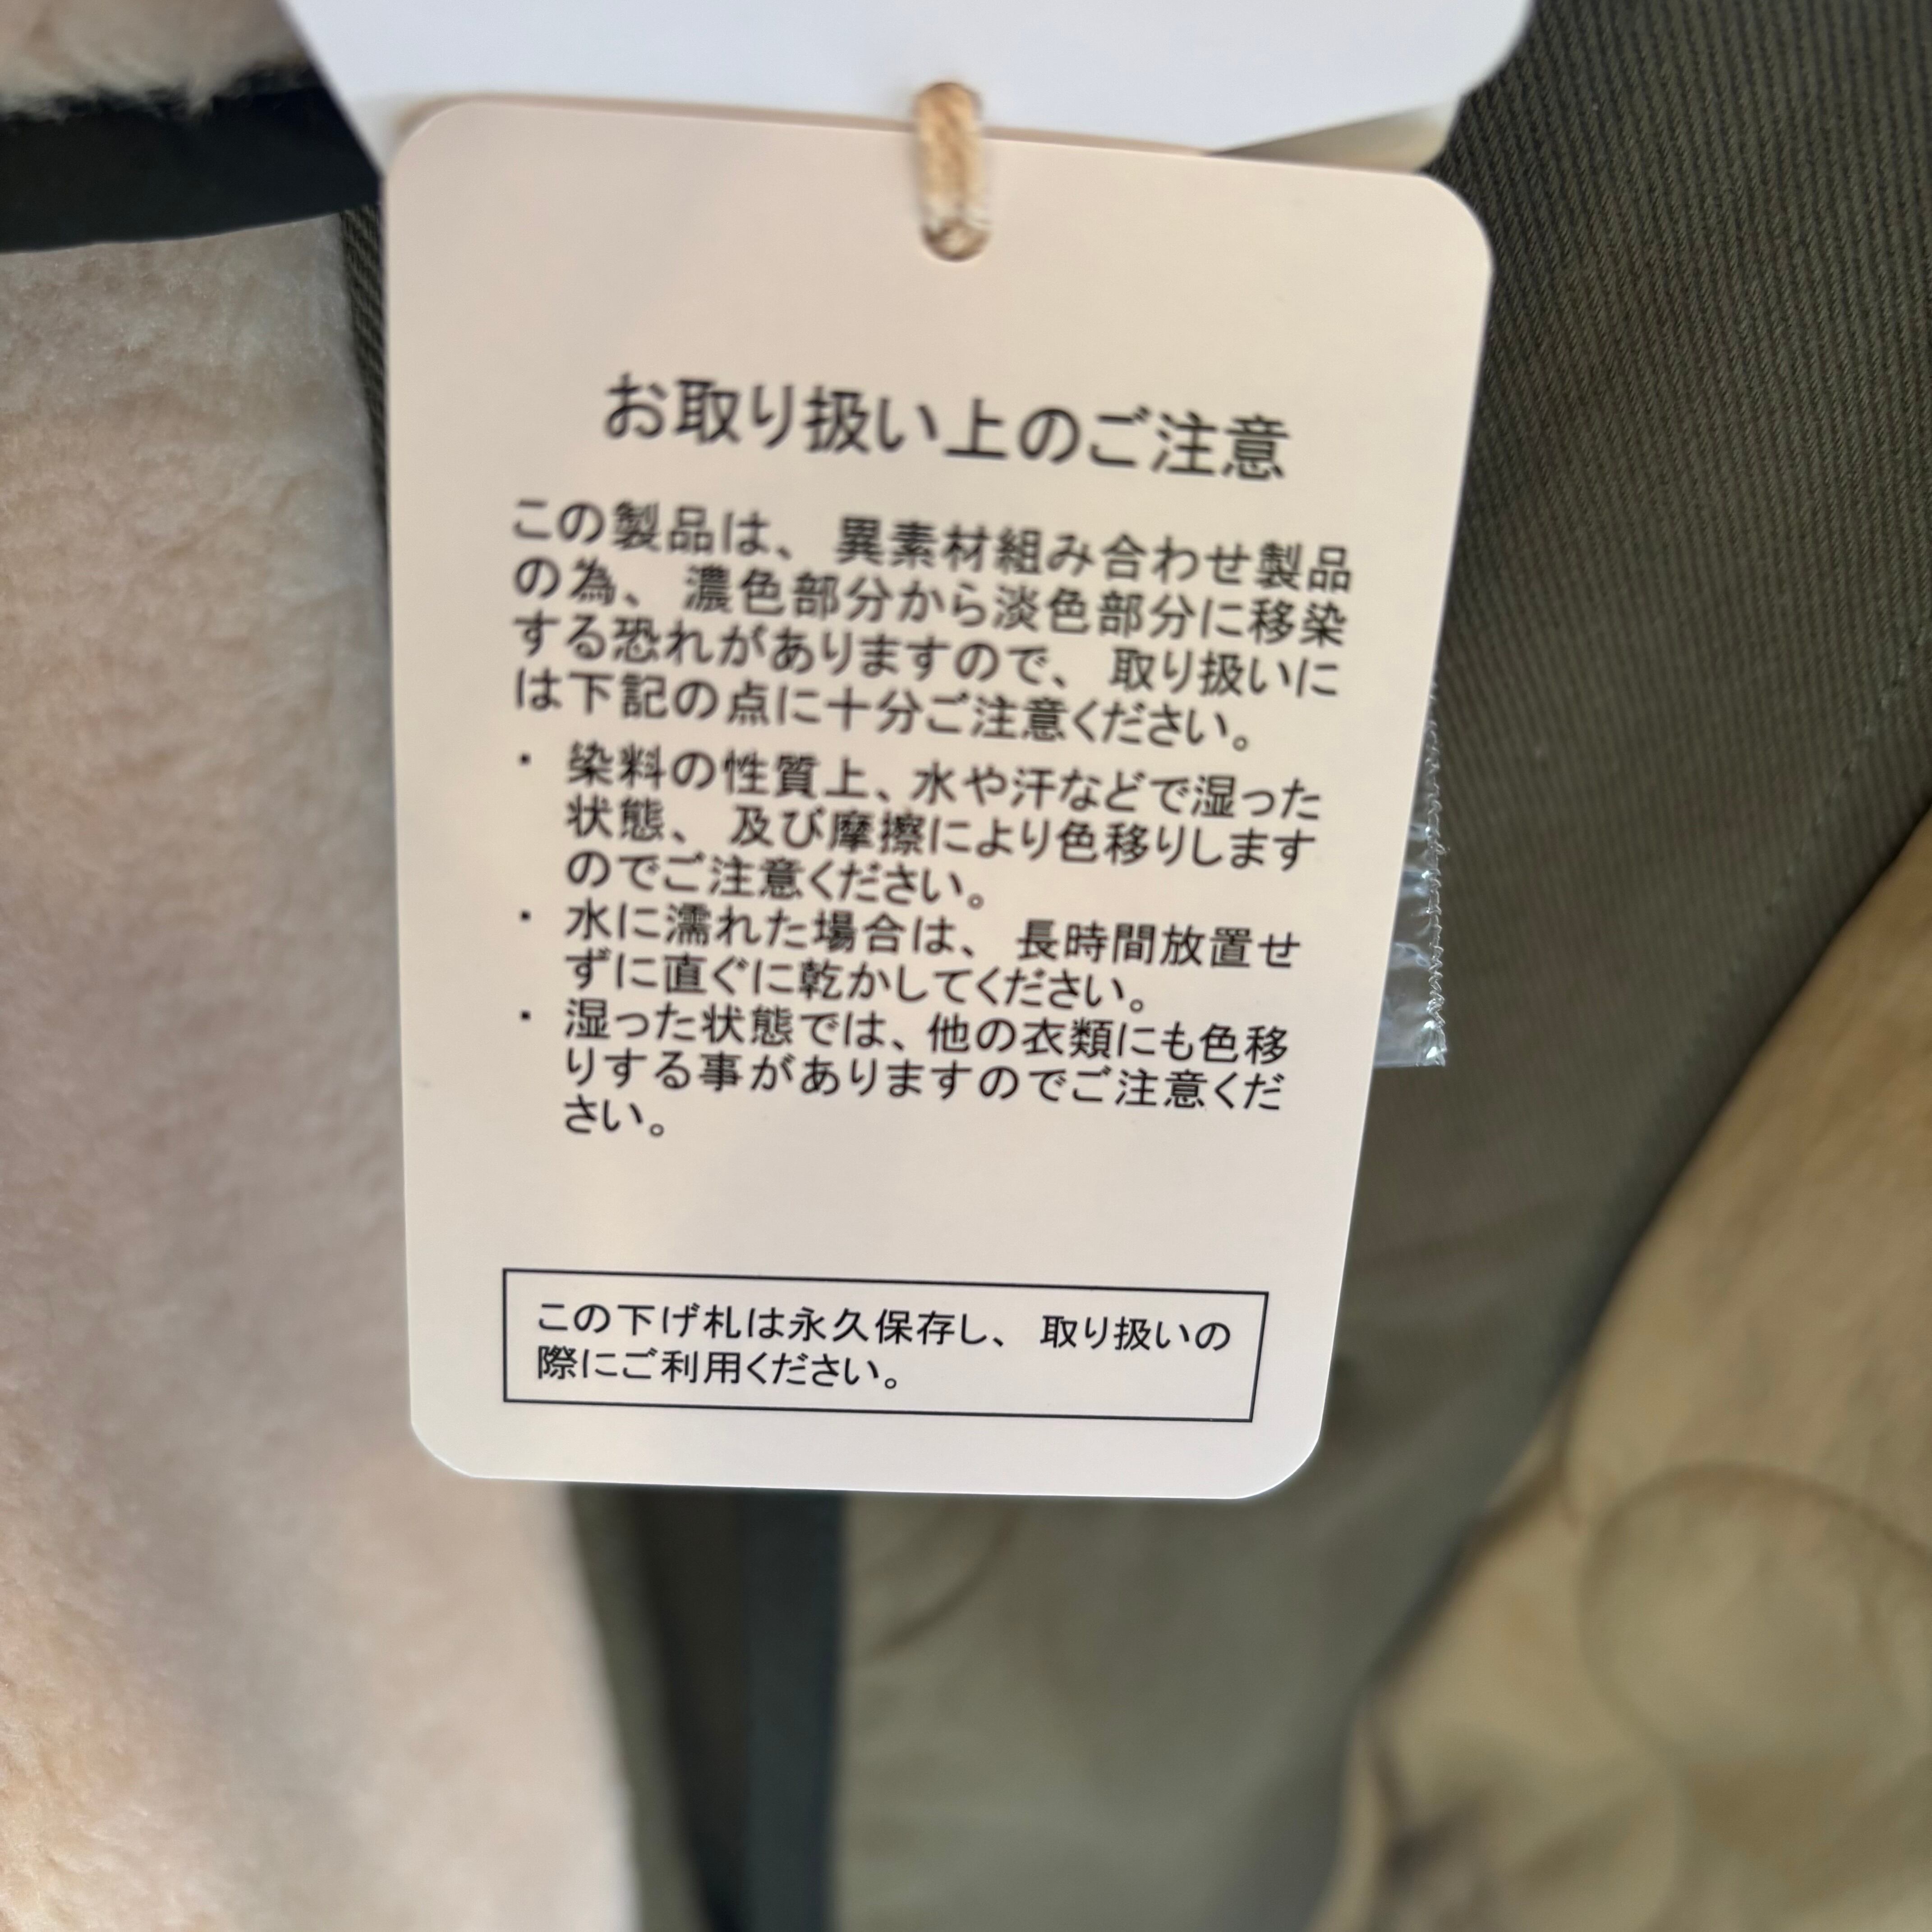 お取り扱い上のご注意
この製品は、異素材組み合わせ製品
の為、濃色部分から淡色部分に移染
する恐れがありますので、取り扱いに
は下記の点に十分ご注意ください。
・ 染料の性質上、水や汗などで湿った
状態、及び摩擦により色移りします
のでご注意ください。
・ 水に濡れた場合は、長時間放置せ
ずに直ぐに乾かしてください。
・ 湿った状態では、他の衣類にも色移
りする事がありますのでご注意くだ
さい。
この下げ札は永久保存し、取り扱いの
際にご利用ください。